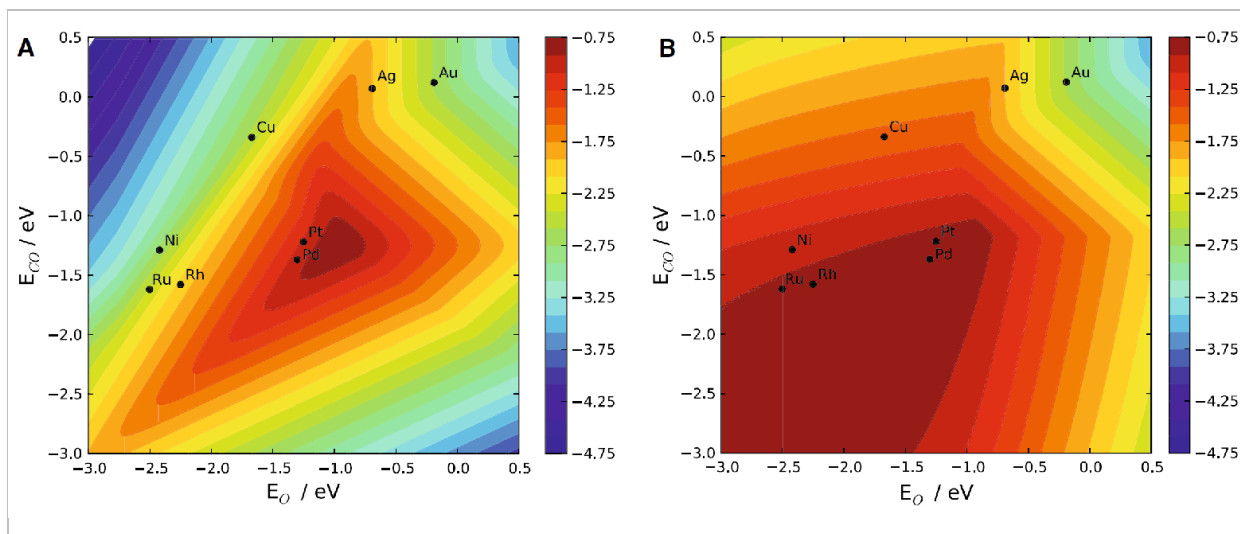 A
0.5
0.0
−0.5
−1.0
−1.5
−2.0
−2.5
−3.0
E_CO / eV
−3.0 −2.5 −2.0 −1.5 −1.0 −0.5 0.0 0.5
E_O / eV
Ag
Au
Cu
Pt
Pd
Ni
Rh
Ru
−0.75
−1.25
−1.75
−2.25
−2.75
−3.25
−3.75
−4.25
−4.75
B
0.5
0.0
−0.5
−1.0
−1.5
−2.0
−2.5
−3.0
E_CO / eV
−3.0 −2.5 −2.0 −1.5 −1.0 −0.5 0.0 0.5
E_O / eV
Ag
Au
Cu
Pt
Pd
Ni
Rh
Ru
−0.75
−1.25
−1.75
−2.25
−2.75
−3.25
−3.75
−4.25
−4.75